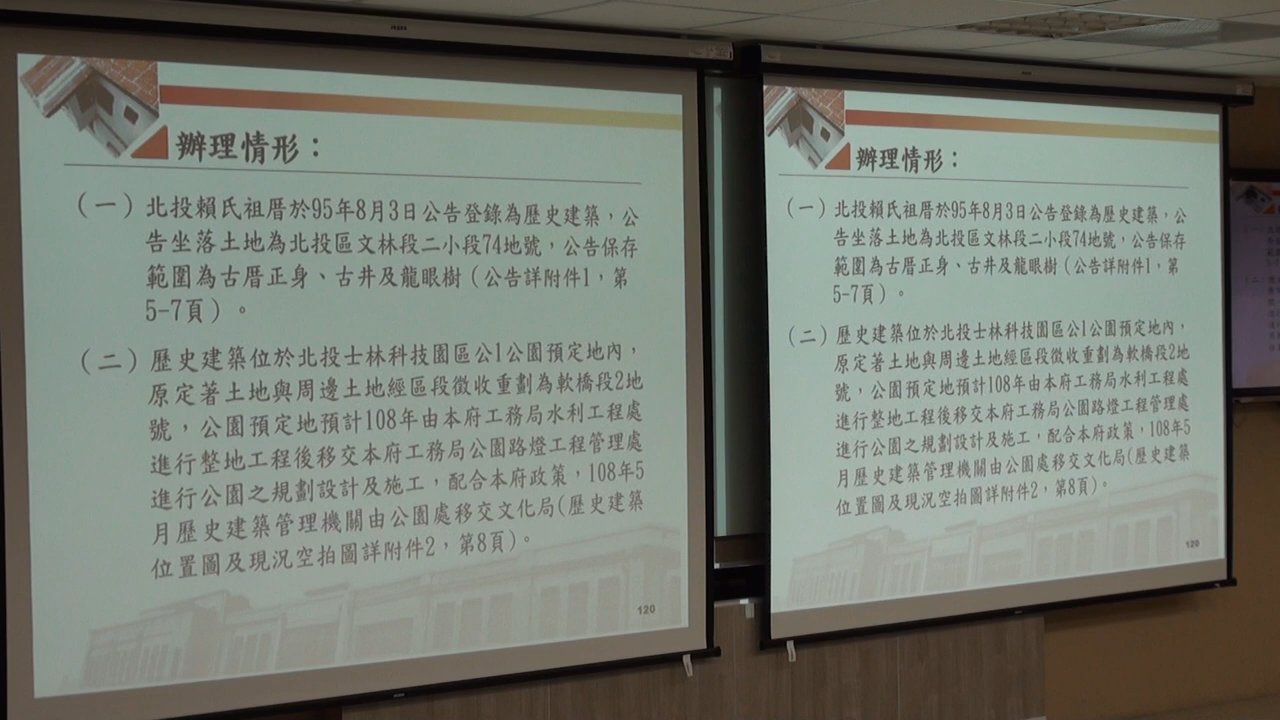 辦理情形：
（一）北投賴氏祖厝於95年8月3日公告登錄為歷史建築，公
告坐落土地為北投區文林段二小段74地號，公告保存
範圍為古厝正身、古井及龍眼樹（公告詳附件1，第
5-7頁）。
（二）歷史建築位於北投士林科技園區公1公園預定地內，
原定著土地與周邊土地經區段徵收重劃為軟橋段2地
號，公園預定地預計108年由本府工務局水利工程處
進行整地工程後移交本府工務局公園路燈工程管理處
進行公園之規劃設計及施工，配合本府政策，108年5
月歷史建築管理機關由公園處移交文化局(歷史建築
位置圖及現況空拍圖詳附件2，第8頁)。
120
辦理情形：
（一）北投賴氏祖厝於95年8月3日公告登錄為歷史建築，公
告坐落土地為北投區文林段二小段74地號，公告保存
範圍為古厝正身、古井及龍眼樹（公告詳附件1，第
5-7頁）。
（二）歷史建築位於北投士林科技園區公1公園預定地內，
原定著土地與周邊土地經區段徵收重劃為軟橋段2地
號，公園預定地預計108年由本府工務局水利工程處
進行整地工程後移交本府工務局公園路燈工程管理處
進行公園之規劃設計及施工，配合本府政策，108年5
月歷史建築管理機關由公園處移交文化局(歷史建築
位置圖及現況空拍圖詳附件2，第8頁)。
120